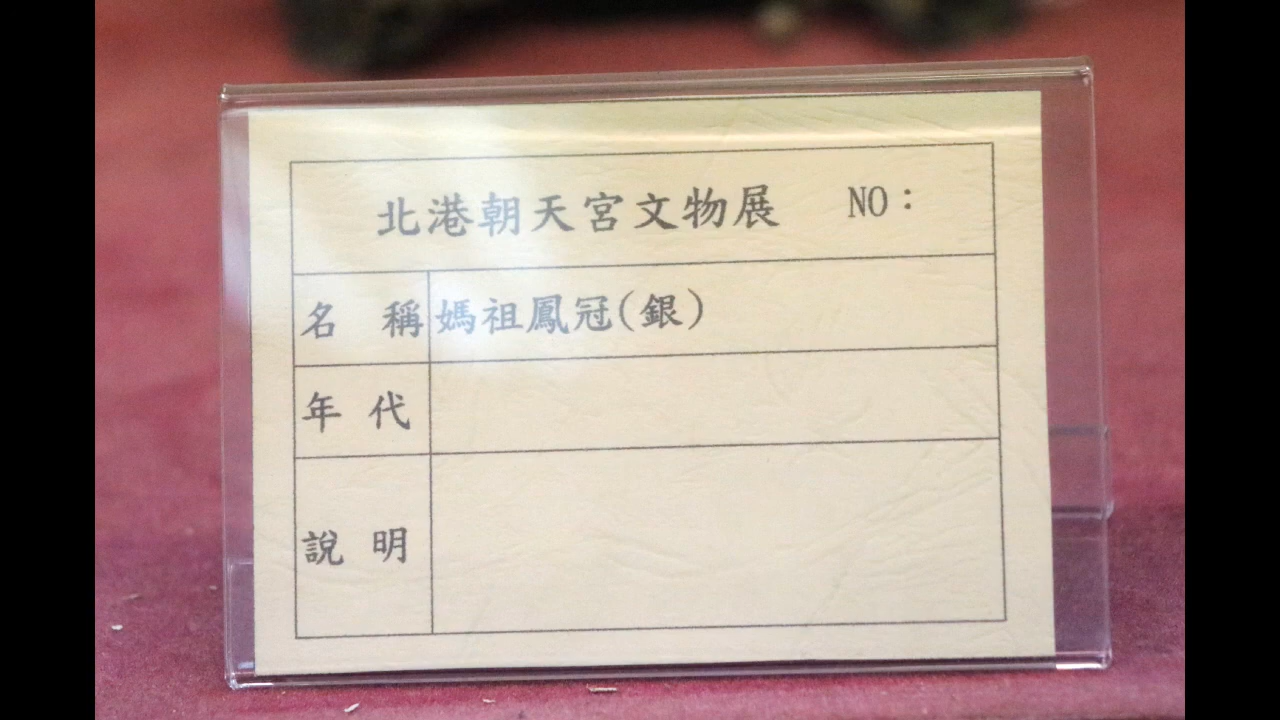 北港朝天宮文物展 NO：
名 稱 媽祖鳳冠(銀)
年 代
說 明